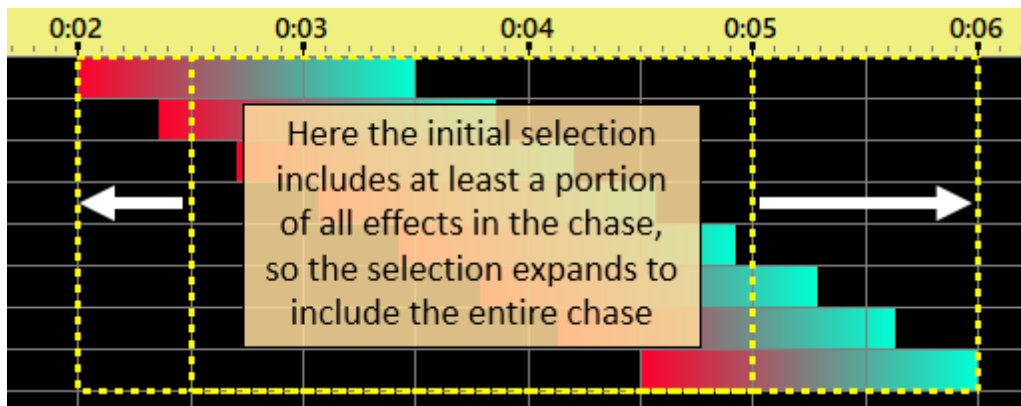 0:02 0:03 0:04 0:05 0:06
Here the initial selection
includes at least a portion
of all effects in the chase,
so the selection expands to
include the entire chase